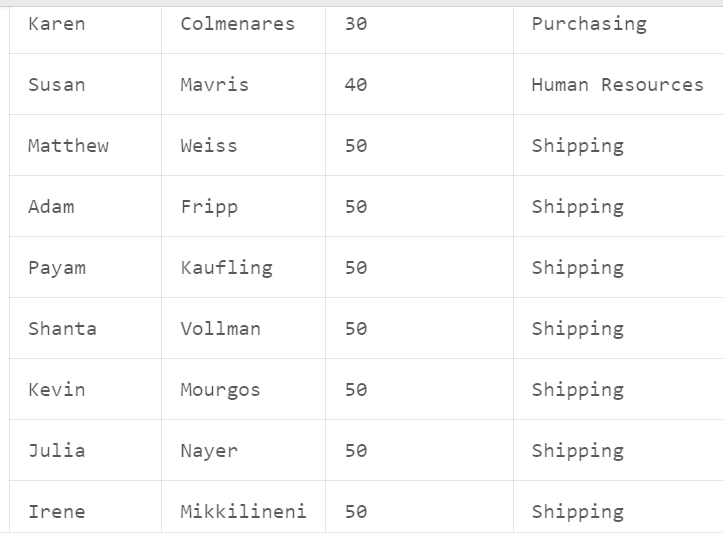 Karen Colmenares 30 Purchasing
Susan Mavris 40 Human Resources
Matthew Weiss 50 Shipping
Adam Fripp 50 Shipping
Payam Kaufling 50 Shipping
Shanta Vollman 50 Shipping
Kevin Mourgos 50 Shipping
Julia Nayer 50 Shipping
Irene Mikkilineni 50 Shipping